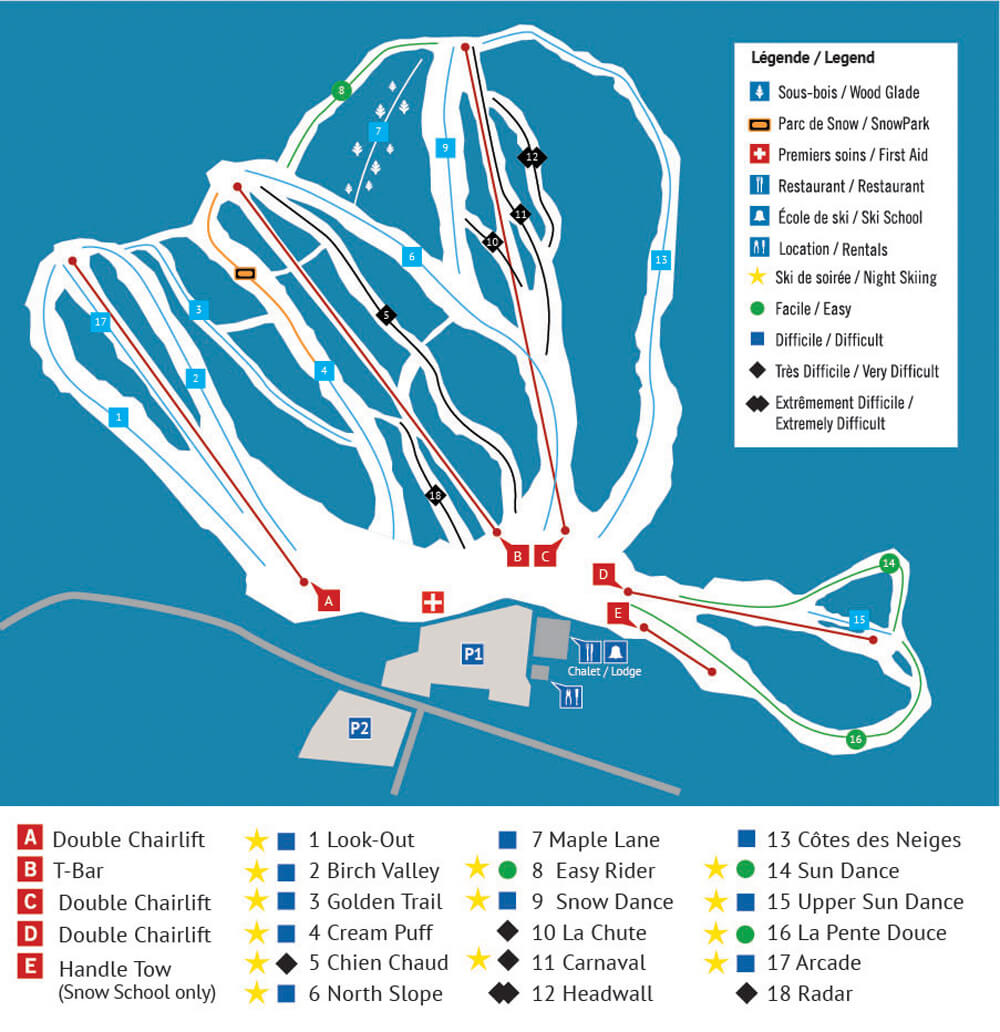 Légende / Legend
Sous-bois / Wood Glade
Parc de Snow / SnowPark
Premiers soins / First Aid
Restaurant / Restaurant
École de ski / Ski School
Location / Rentals
Ski de soirée / Night Skiing
Facile / Easy
Difficile / Difficult
Très Difficile / Very Difficult
Extrêmement Difficile /
Extremely Difficult
8
7
9
12
11
10
13
6
5
3
17
4
2
1
18
B
C
A
D
E
14
15
16
P1
P2
Chalet / Lodge
A Double Chairlift
B T-Bar
C Double Chairlift
D Double Chairlift
E Handle Tow
(Snow School only)
1 Look-Out
2 Birch Valley
3 Golden Trail
4 Cream Puff
5 Chien Chaud
6 North Slope
7 Maple Lane
8 Easy Rider
9 Snow Dance
10 La Chute
11 Carnaval
12 Headwall
13 Côtes des Neiges
14 Sun Dance
15 Upper Sun Dance
16 La Pente Douce
17 Arcade
18 Radar